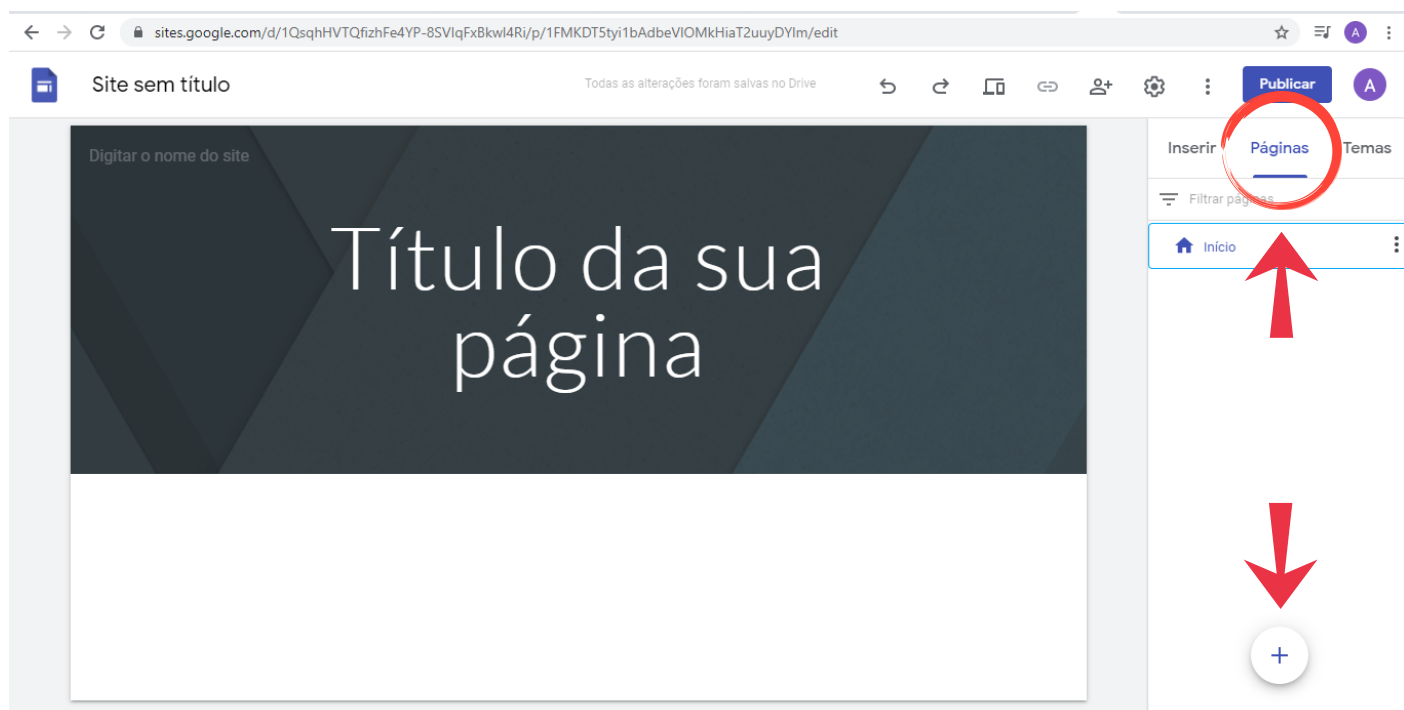 sites.google.com/d/1QsqhHVTQfizhFe4YP-8SVIqFxBkwl4Ri/p/1FMKDT5tyi1bAdbeVIOMkHiaT2uuyDYIm/edit
A
Site sem título
Todas as alterações foram salvas no Drive
Publicar
A
Digitar o nome do site
Título da sua
página
Inserir
Páginas
Temas
Filtrar páginas
Início